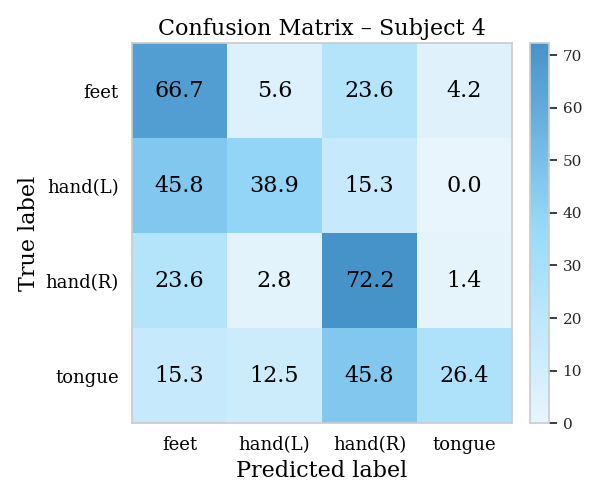 Confusion Matrix – Subject 4
True label
feet 66.7 5.6 23.6 4.2
hand(L) 45.8 38.9 15.3 0.0
hand(R) 23.6 2.8 72.2 1.4
tongue 15.3 12.5 45.8 26.4
feet hand(L) hand(R) tongue
Predicted label
70
60
50
40
30
20
10
0